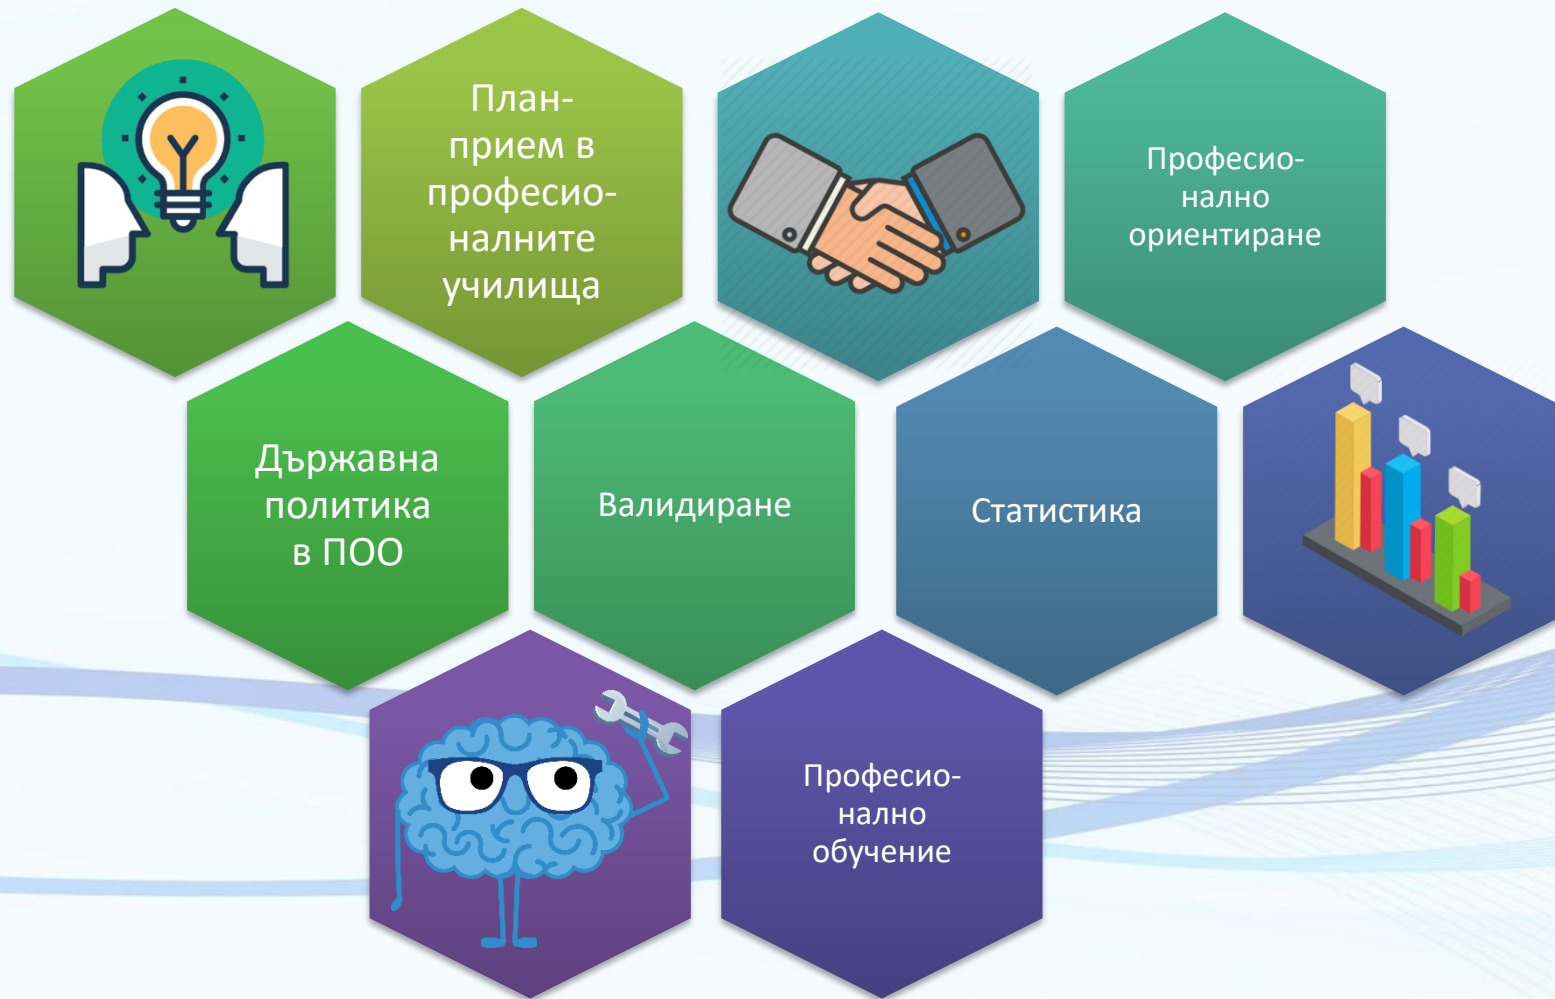 План-
прием в
професио-
налните
училища
Професио-
нално
ориентиране
Държавна
политика
в ПОО
Валидиране
Статистика
Професио-
нално
обучение